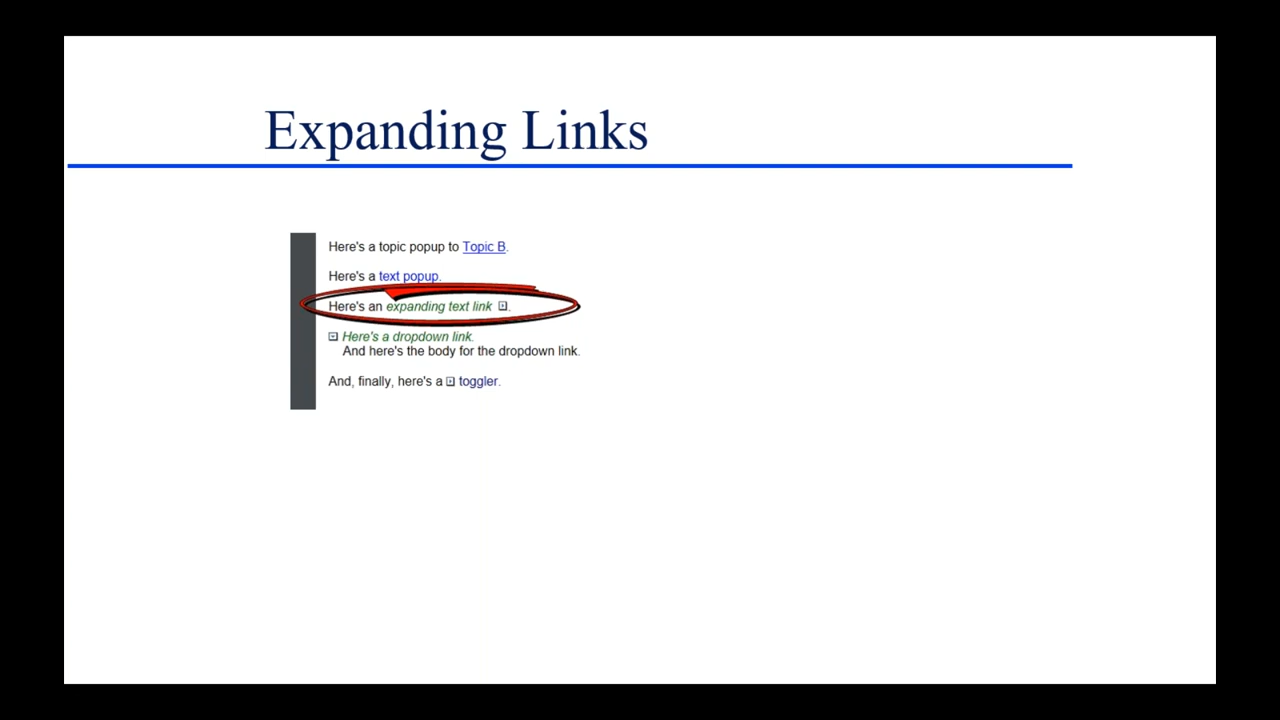 Expanding Links
Here's a topic popup to Topic B.
Here's a text popup.
Here's an expanding text link .
Here's a dropdown link.
And here's the body for the dropdown link.
And, finally, here's a toggler.